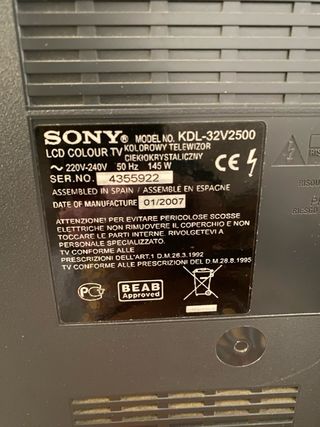 SONY® MODEL NO. KDL-32V2500
LCD COLOUR TV KOLOROWY TELEWIZOR
CIEKŁOKRYSTALICZNY
~ 220V-240V 50 Hz 145 W
SER.NO. 4355922
ASSEMBLED IN SPAIN / ASSEMBLE EN ESPAGNE
DATE OF MANUFACTURE 01/2007
ATTENZIONE! PER EVITARE PERICOLOSE SCOSSE
ELETTRICHE NON RIMUOVERE IL COPERCHIO E NON
TOCCARE LE PARTI INTERNE. RIVOLGETEVI A
PERSONALE SPECIALIZZATO.
TV CONFORME ALLE
PRESCRIZIONI DELL'ART.1 D.M.26.3.1992
TV CONFORME ALLE PRESCRIZIONI DEL D.M.28.8.1995
CE
BEAB
Approved
RISQ
RIESGO D